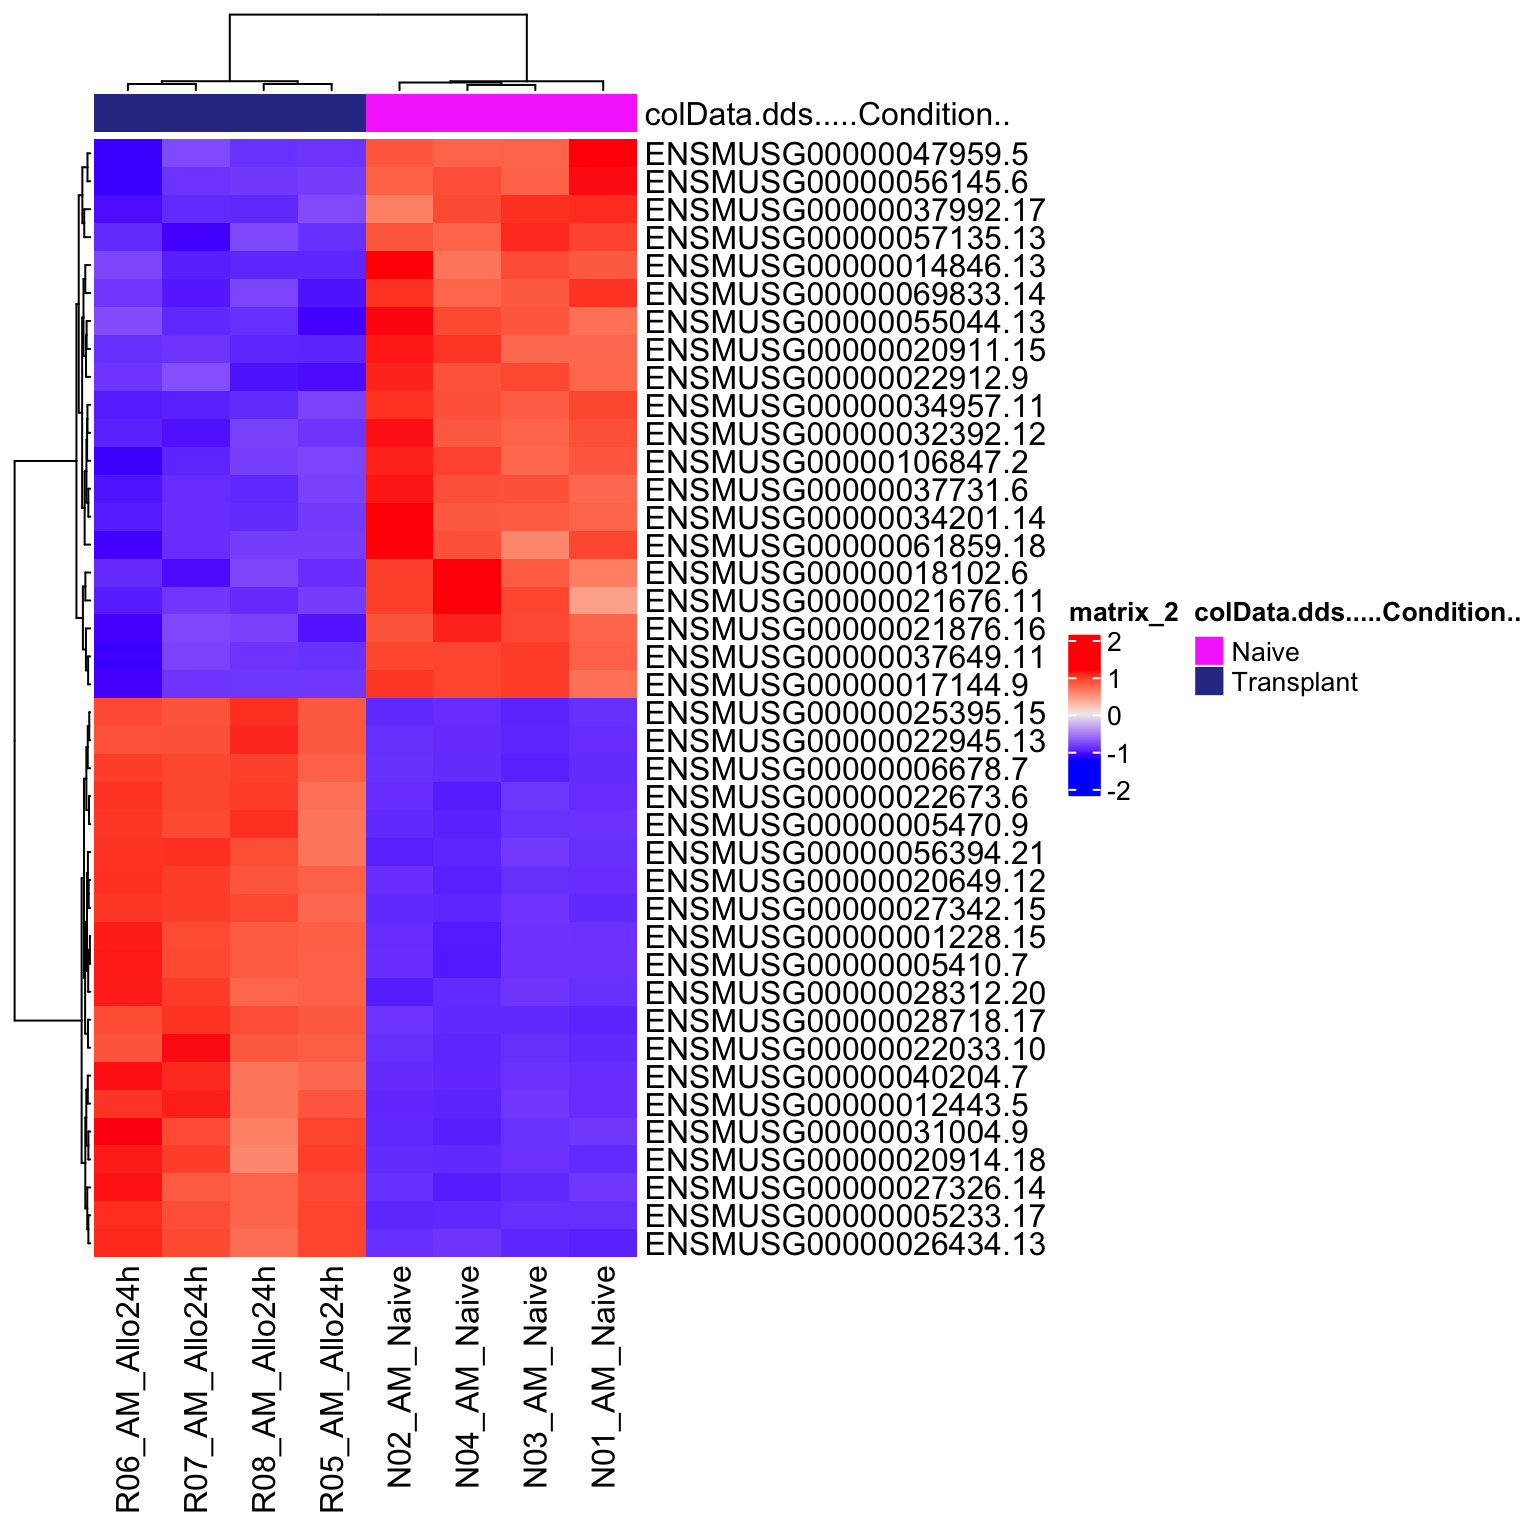 colData.dds.....Condition..
ENSMUSG00000047959.5
ENSMUSG00000056145.6
ENSMUSG00000037992.17
ENSMUSG00000057135.13
ENSMUSG00000014846.13
ENSMUSG00000069833.14
ENSMUSG00000055044.13
ENSMUSG00000020911.15
ENSMUSG00000022912.9
ENSMUSG00000034957.11
ENSMUSG00000032392.12
ENSMUSG00000106847.2
ENSMUSG00000037731.6
ENSMUSG00000034201.14
ENSMUSG00000061859.18
ENSMUSG00000018102.6
ENSMUSG00000021676.11
ENSMUSG00000021876.16
ENSMUSG00000037649.11
ENSMUSG00000017144.9
ENSMUSG00000025395.15
ENSMUSG00000022945.13
ENSMUSG00000006678.7
ENSMUSG00000022673.6
ENSMUSG00000005470.9
ENSMUSG00000056394.21
ENSMUSG00000020649.12
ENSMUSG00000027342.15
ENSMUSG00000001228.15
ENSMUSG00000005410.7
ENSMUSG00000028312.20
ENSMUSG00000028718.17
ENSMUSG00000022033.10
ENSMUSG00000040204.7
ENSMUSG00000012443.5
ENSMUSG00000031004.9
ENSMUSG00000020914.18
ENSMUSG00000027326.14
ENSMUSG00000005233.17
ENSMUSG00000026434.13
R06_AM_Allo24h
R07_AM_Allo24h
R08_AM_Allo24h
R05_AM_Allo24h
N02_AM_Naive
N04_AM_Naive
N03_AM_Naive
N01_AM_Naive
matrix_2
2
1
0
-1
-2
colData.dds.....Condition..
Naive
Transplant